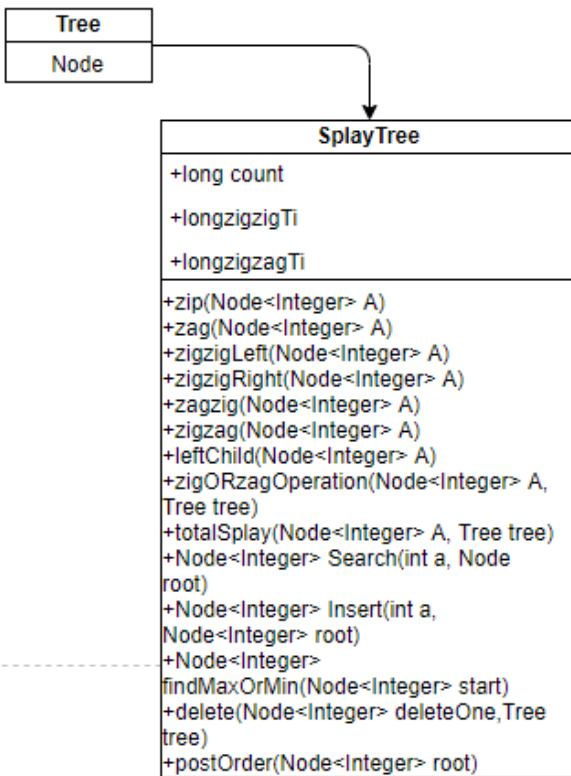 Tree
Node
SplayTree
+long count
+longzigzigTi
+longzigzagTi
+zip(Node<Integer> A)
+zag(Node<Integer> A)
+zigzigLeft(Node<Integer> A)
+zigzigRight(Node<Integer> A)
+zagzig(Node<Integer> A)
+zigzag(Node<Integer> A)
+leftChild(Node<Integer> A)
+zigORzagOperation(Node<Integer> A,
Tree tree)
+totalSplay(Node<Integer> A, Tree tree)
+Node<Integer> Search(int a, Node
root)
+Node<Integer> Insert(int a,
Node<Integer> root)
+Node<Integer>
findMaxOrMin(Node<Integer> start)
+delete(Node<Integer> deleteOne,Tree
tree)
+postOrder(Node<Integer> root)